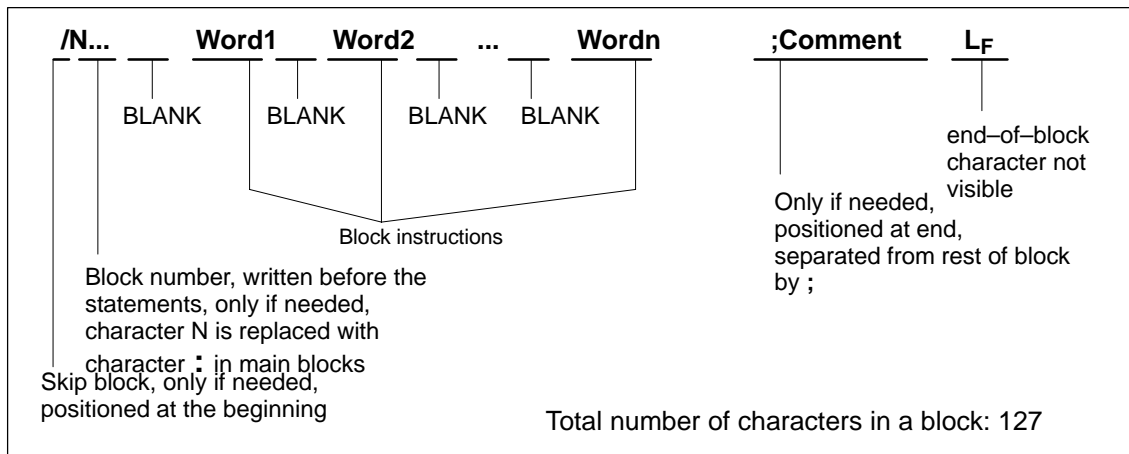 /N... Word1 Word2 ... Wordn ;Comment LF
BLANK BLANK BLANK BLANK
end–of–block
character not
visible
Only if needed,
positioned at end,
separated from rest of block
by ;
Block instructions
Block number, written before the
statements, only if needed,
character N is replaced with
character : in main blocks
Skip block, only if needed,
positioned at the beginning
Total number of characters in a block: 127